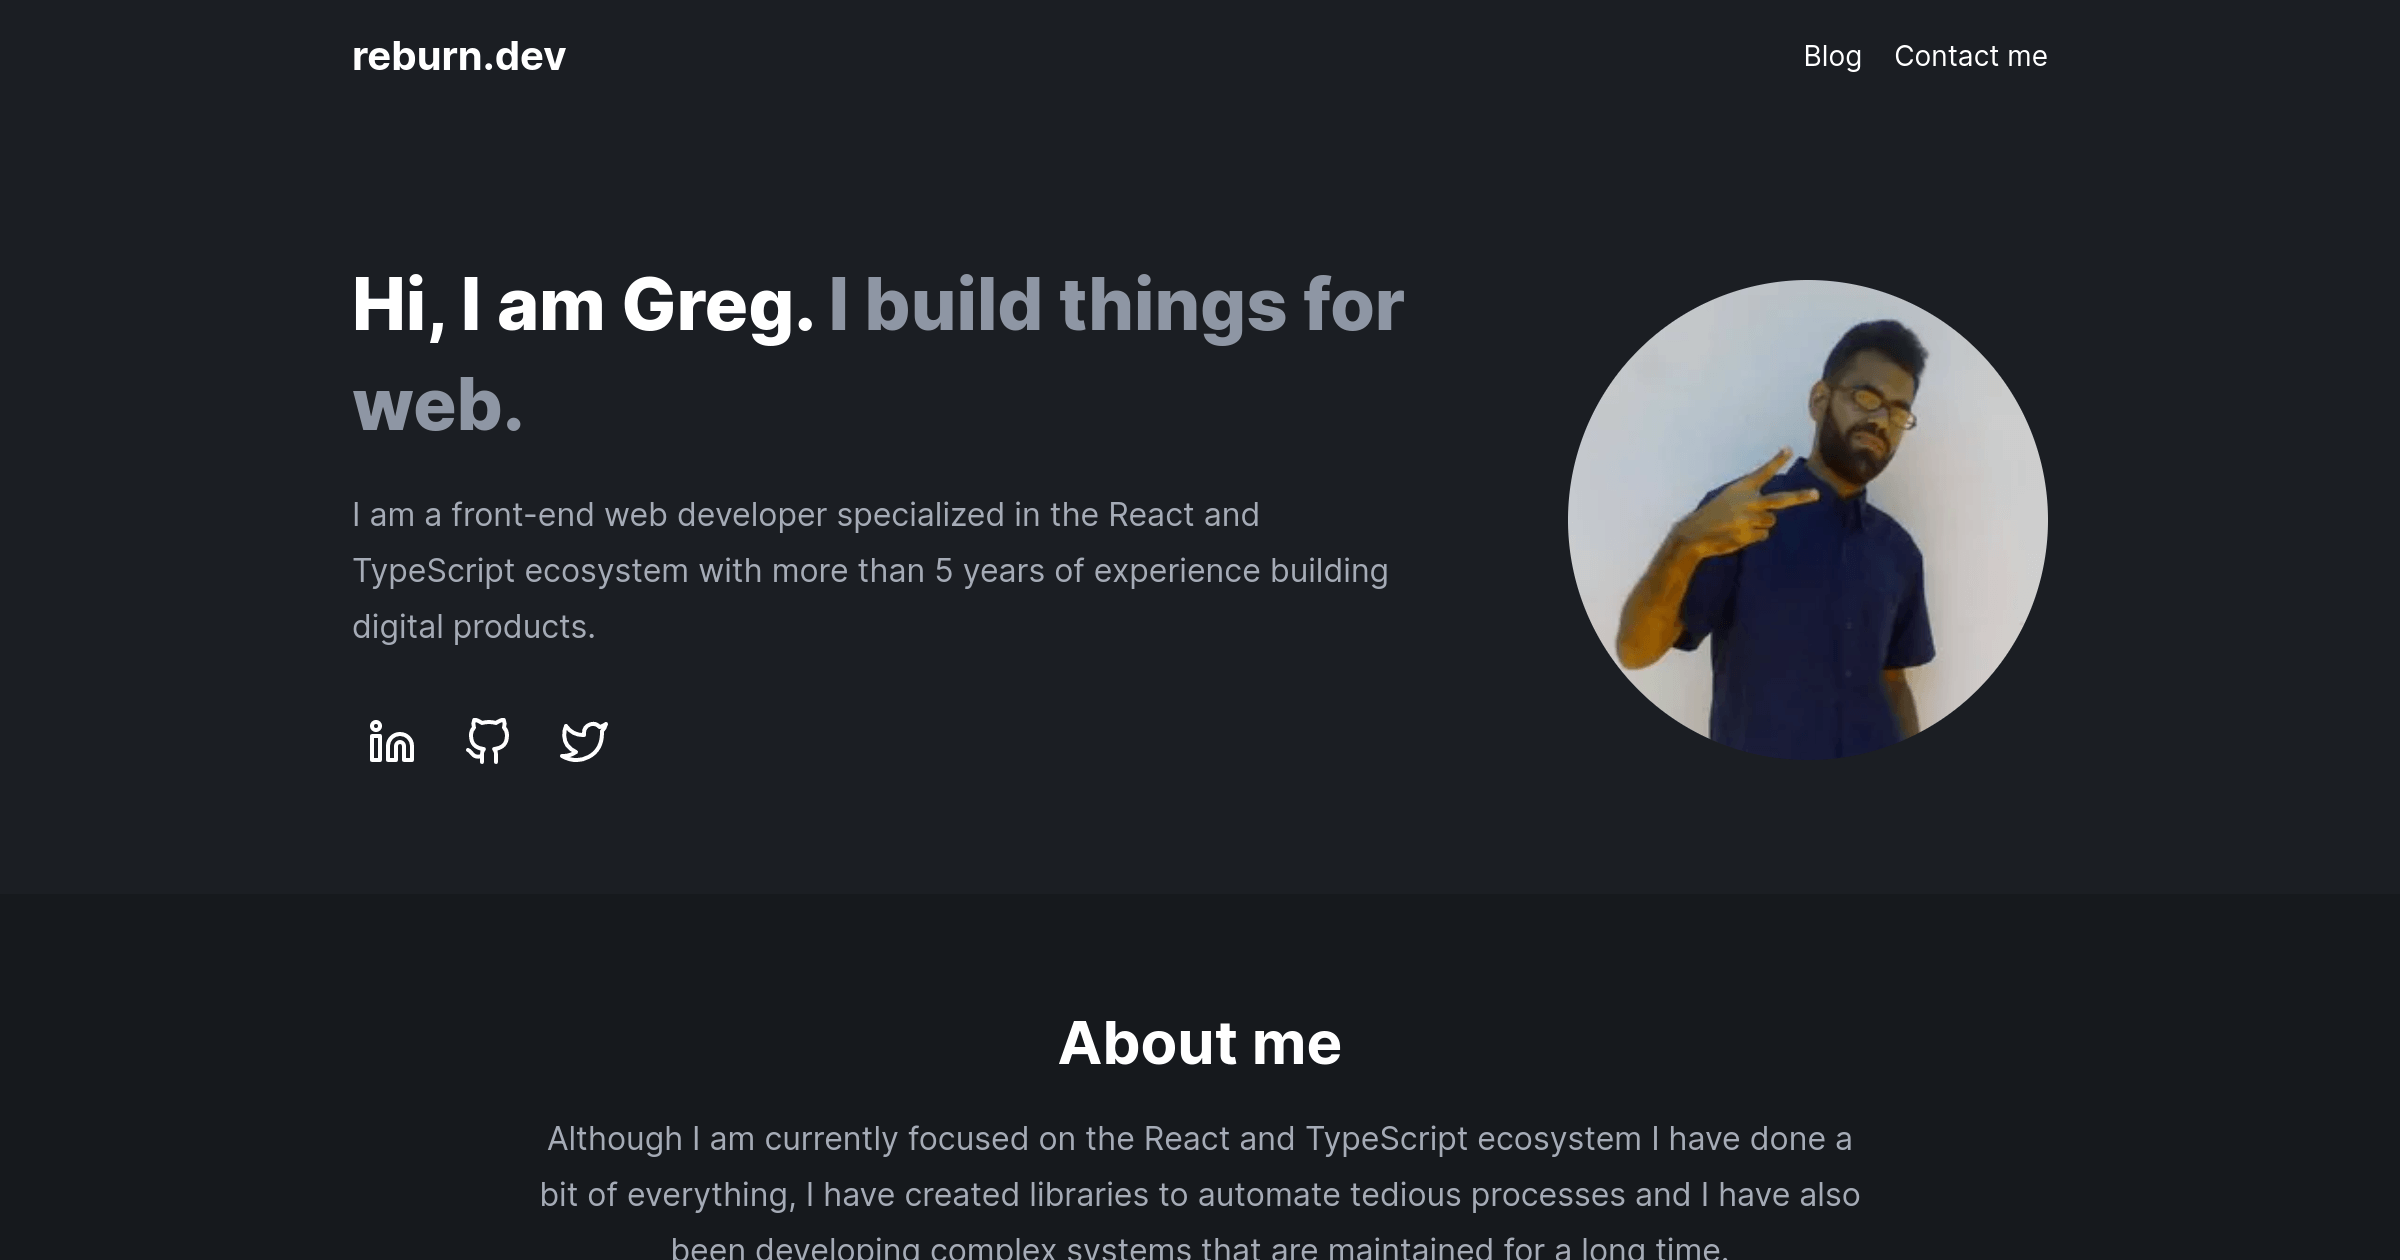 reburn.dev
Blog
Contact me
Hi, I am Greg. I build things for
web.
I am a front-end web developer specialized in the React and
TypeScript ecosystem with more than 5 years of experience building
digital products.
About me
Although I am currently focused on the React and TypeScript ecosystem I have done a
bit of everything, I have created libraries to automate tedious processes and I have also
been developing complex systems that are maintained for a long time.